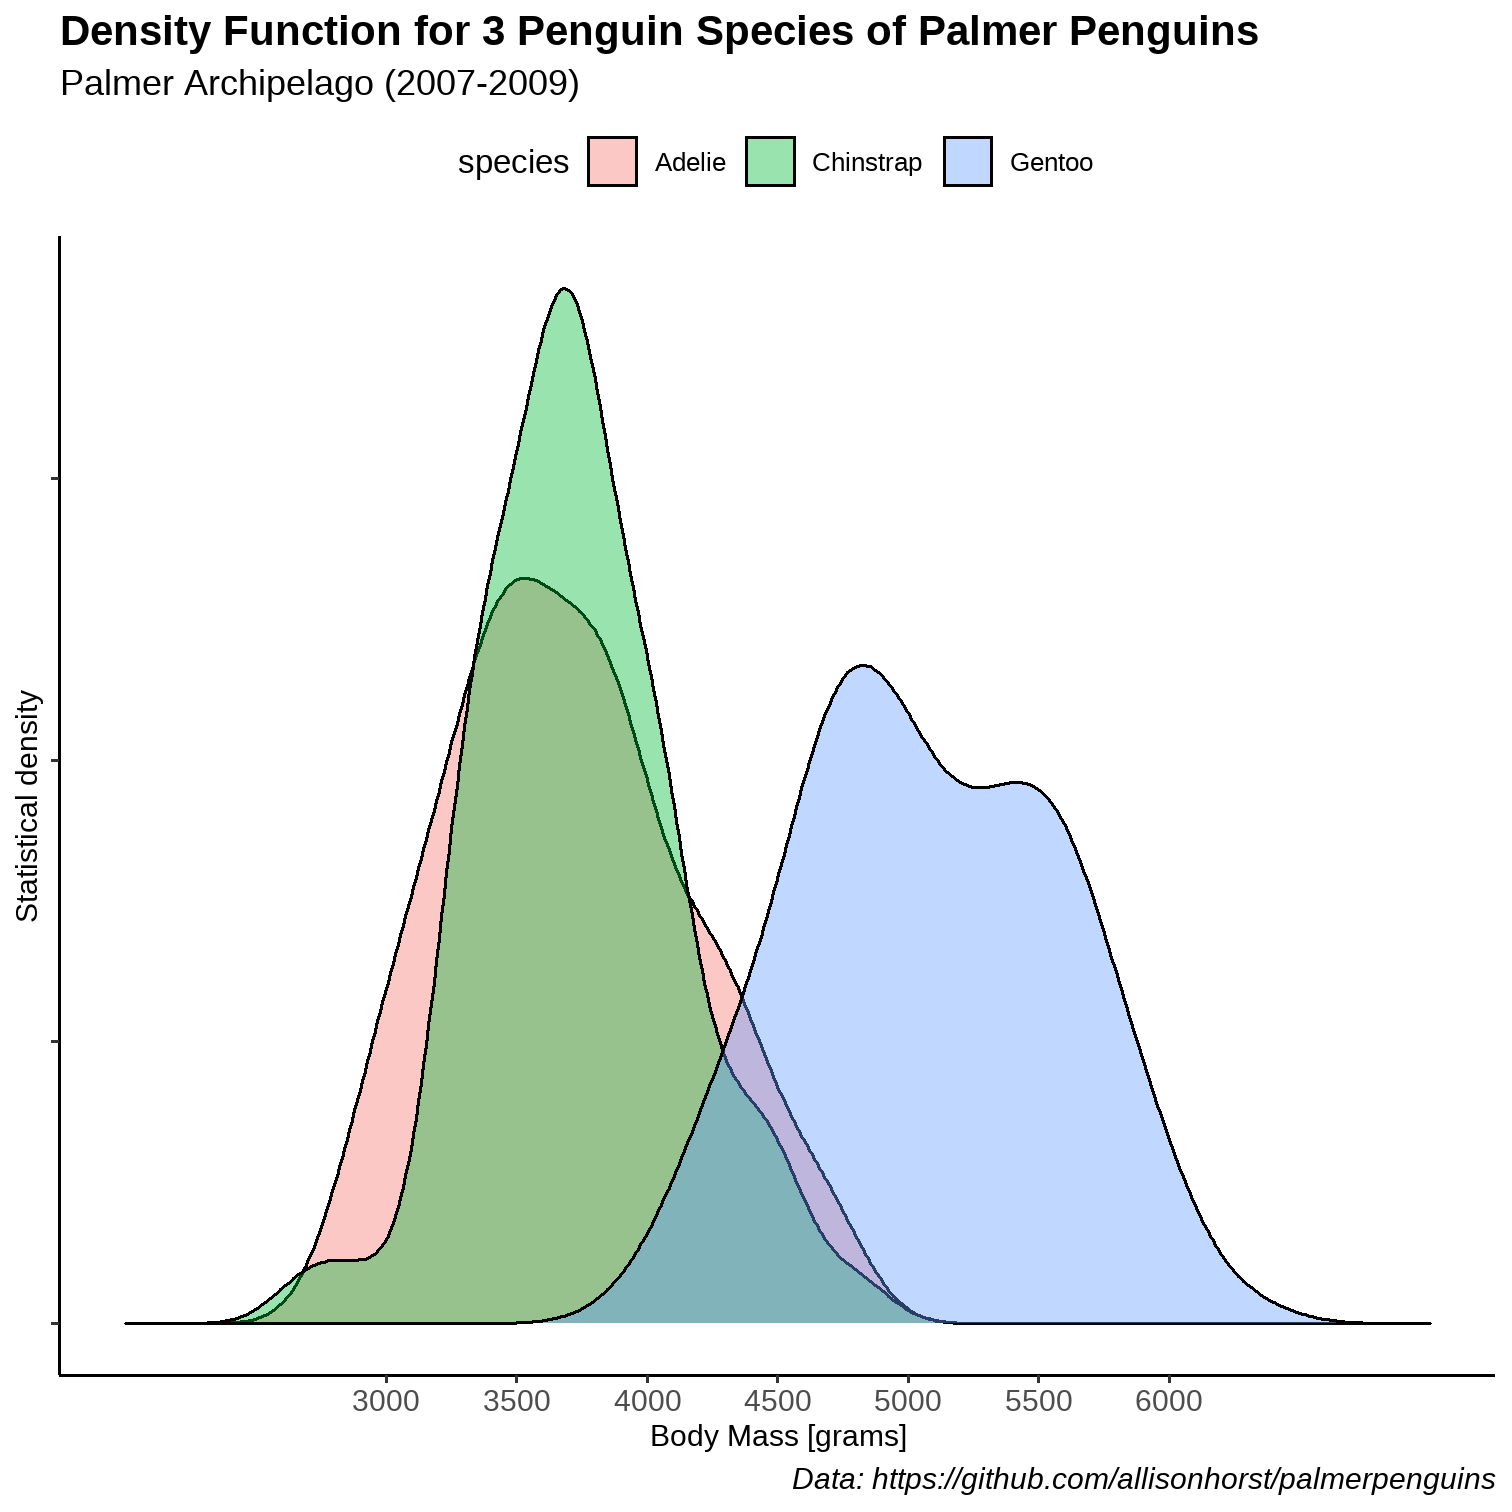 Density Function for 3 Penguin Species of Palmer Penguins
Palmer Archipelago (2007-2009)
species Adelie Chinstrap Gentoo
Statistical density
3000 3500 4000 4500 5000 5500 6000
Body Mass [grams]
Data: https://github.com/allisonhorst/palmerpenguins